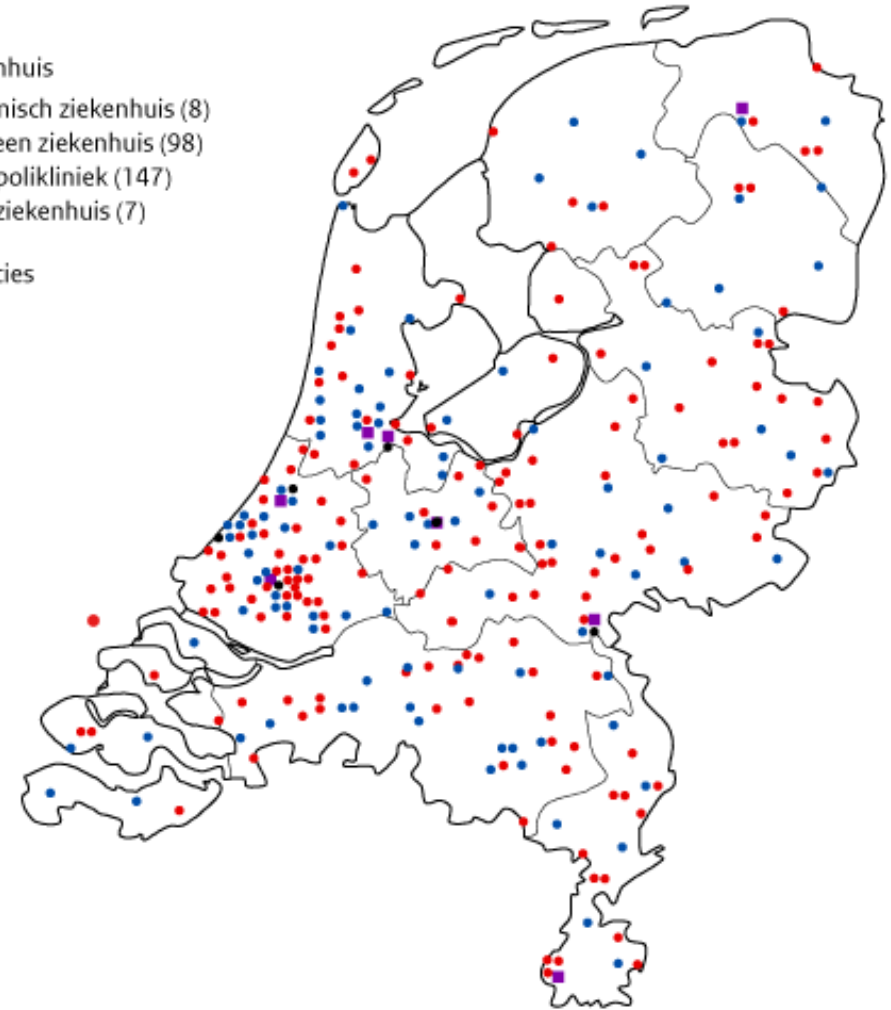 nhuis
nisch ziekenhuis (8)
een ziekenhuis (98)
polikliniek (147)
ziekenhuis (7)
cies